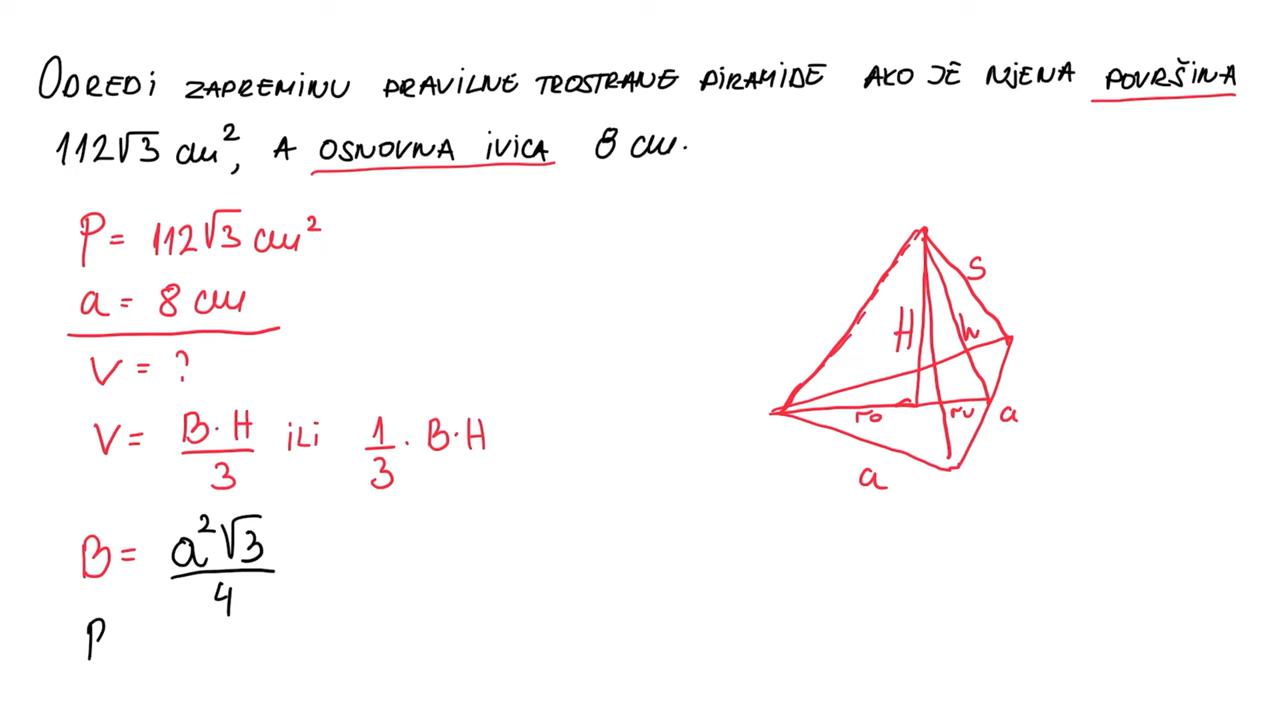 ODREDI ZAPREMINU PRAVILNE TROSTRANE PIRAMIDE AKO JE NJENA POVRŠINA
112√3 cm², A OSNOVNA IVICA 8 cm.
P = 112√3 cm²
a = 8 cm
V = ?
V = B·H/3 ILI 1/3 · B·H
B = a²√3/4
P
S
H
h
ro
ru
a
a